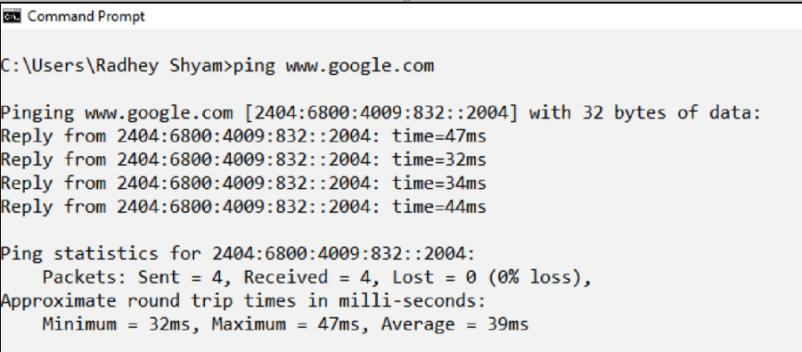 Command Prompt
C:\Users\Radhey Shyam>ping www.google.com
Pinging www.google.com [2404:6800:4009:832::2004] with 32 bytes of data:
Reply from 2404:6800:4009:832::2004: time=47ms
Reply from 2404:6800:4009:832::2004: time=32ms
Reply from 2404:6800:4009:832::2004: time=34ms
Reply from 2404:6800:4009:832::2004: time=44ms
Ping statistics for 2404:6800:4009:832::2004:
Packets: Sent = 4, Received = 4, Lost = 0 (0% loss),
Approximate round trip times in milli-seconds:
Minimum = 32ms, Maximum = 47ms, Average = 39ms